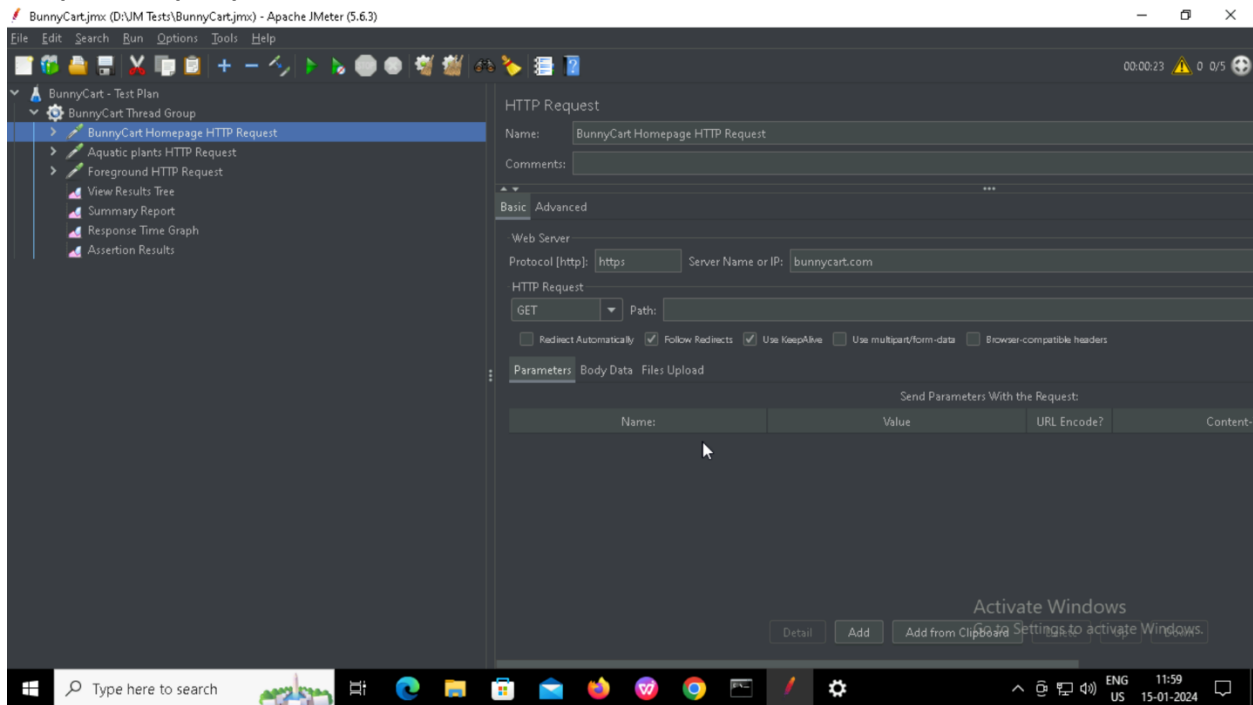 BunnyCart.jmx (D:\JM Tests\BunnyCart.jmx) - Apache JMeter (5.6.3)
File Edit Search Run Options Tools Help
00:00:23 0 0/5
BunnyCart - Test Plan
BunnyCart Thread Group
BunnyCart Homepage HTTP Request
Aquatic plants HTTP Request
Foreground HTTP Request
View Results Tree
Summary Report
Response Time Graph
Assertion Results
HTTP Request
Name: BunnyCart Homepage HTTP Request
Comments:
Basic Advanced
Web Server
Protocol [http]: https Server Name or IP: bunnycart.com
HTTP Request
GET Path:
Redirect Automatically Follow Redirects Use KeepAlive Use multipart/form-data Browser-compatible headers
Parameters Body Data Files Upload
Send Parameters With the Request:
Name: Value URL Encode? Content-
Activate Windows
Go to Settings to activate Windows.
Detail Add Add from Clipboard
Type here to search
ENG
US
11:59
15-01-2024